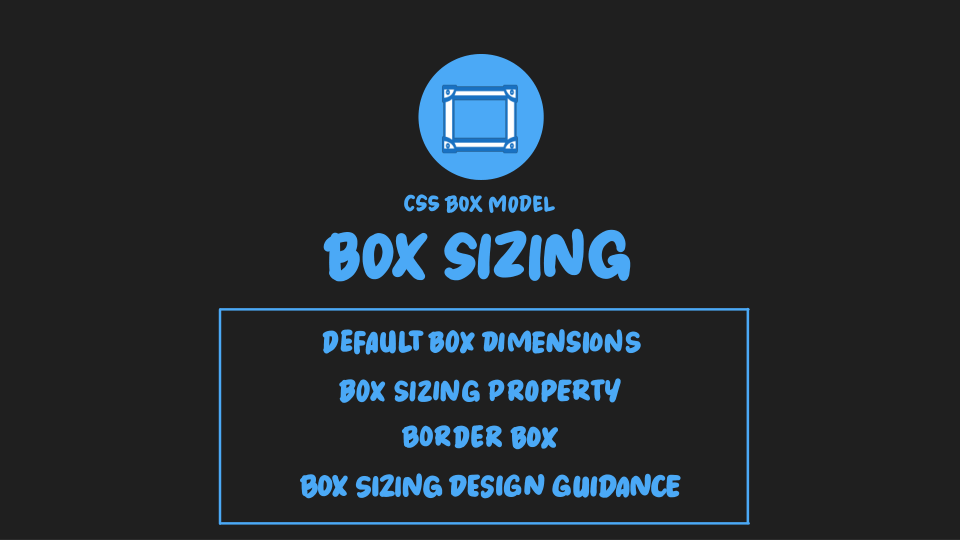 CSS BOX MODEL
BOX SIZING
DEFAULT BOX DIMENSIONS
BOX SIZING PROPERTY
BORDER BOX
BOX SIZING DESIGN GUIDANCE